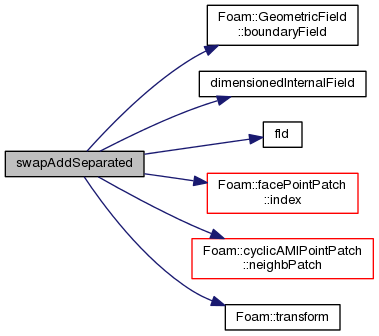 Foam::GeometricField
::boundaryField
dimensionedInternalField
fld
swapAddSeparated
Foam::facePointPatch
::index
Foam::cyclicAMIPointPatch
::neighbPatch
Foam::transform